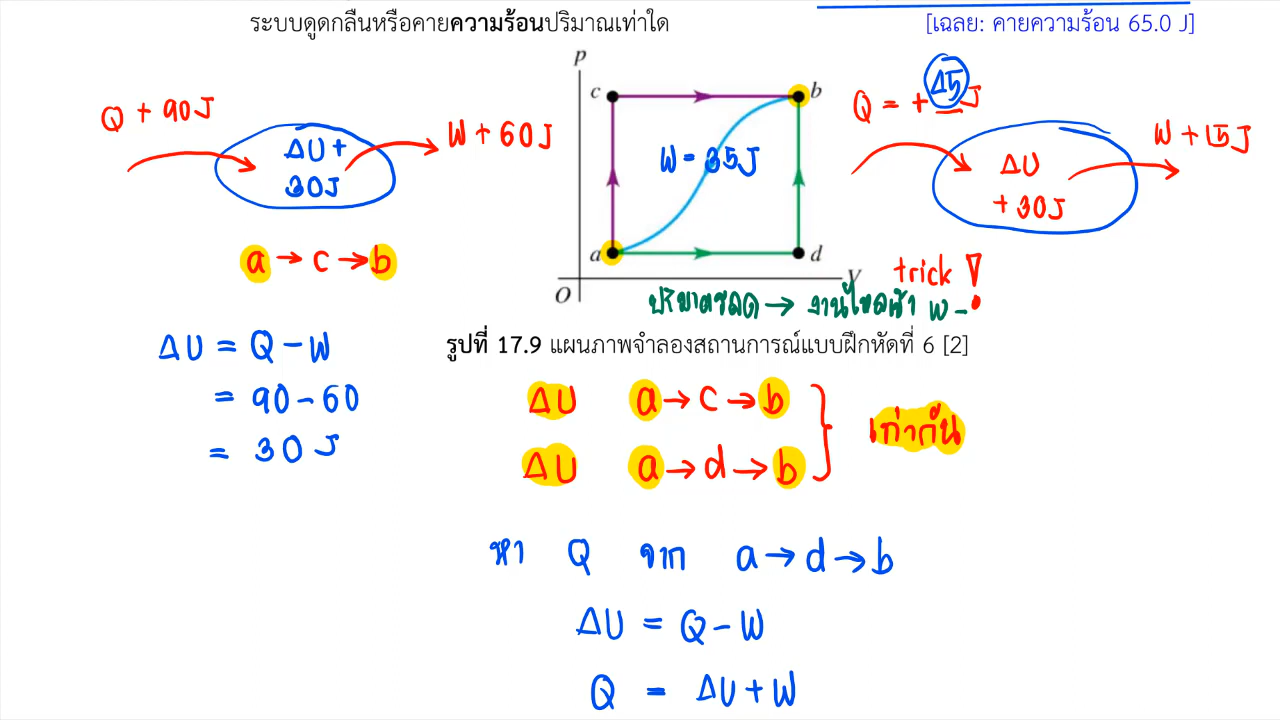 ระบบดูดกลืนหรือคายความร้อนปริมาณเท่าใด
[เฉลย: คายความร้อน 65.0 J]
Q + 90J
ΔU +
30J
W + 60J
a → c → b
ΔU = Q - W
= 90 - 60
= 30 J
p
c
b
W = 35J
a
d
O
V
Q = + 45 J
ΔU
+ 30J
W + 15J
trick !
ปริมาตรลด → งานไหลเข้า W -
รูปที่ 17.9 แผนภาพจำลองสถานการณ์แบบฝึกหัดที่ 6 [2]
ΔU a → c → b
ΔU a → d → b
เท่ากัน
หา Q จาก a → d → b
ΔU = Q - W
Q = ΔU + W